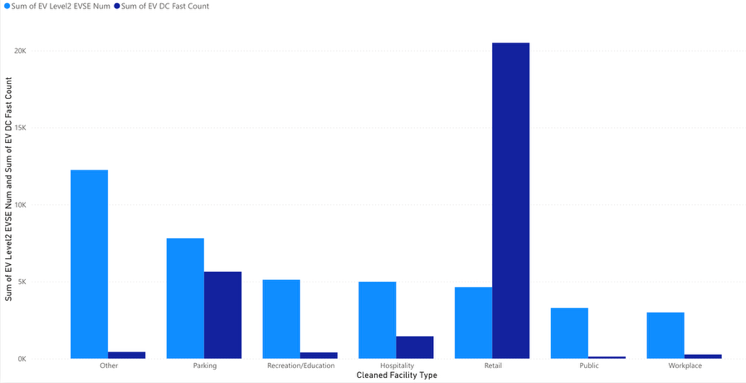 Sum of EV Level2 EVSE Num Sum of EV DC Fast Count
Sum of EV Level2 EVSE Num and Sum of EV DC Fast Count
20K
15K
10K
5K
0K
Other Parking Recreation/Education Hospitality Retail Public Workplace
Cleaned Facility Type